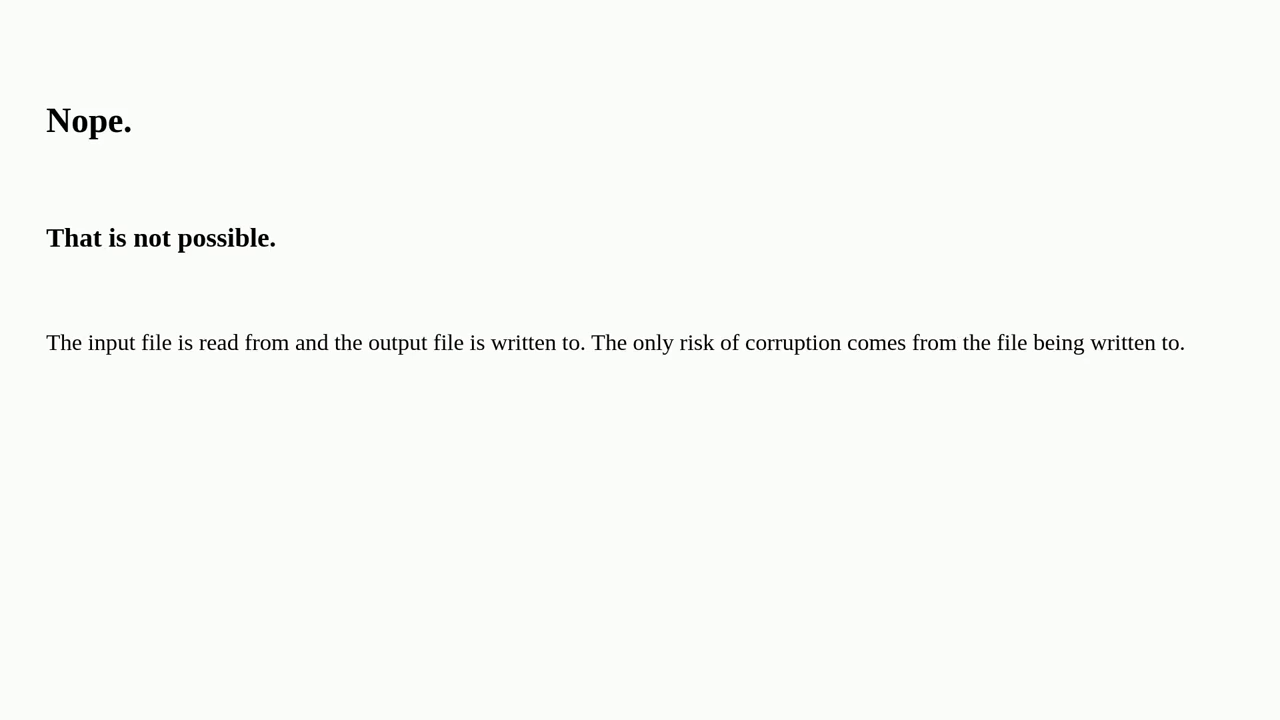 Nope.
That is not possible.
The input file is read from and the output file is written to. The only risk of corruption comes from the file being written to.